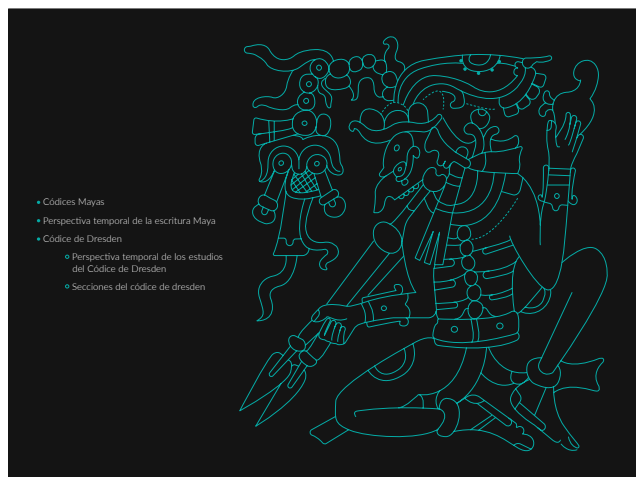 Códices Mayas
Perspectiva temporal de la escritura Maya
Códice de Dresden
Perspectiva temporal de los estudios
del Códice de Dresden
Secciones del códice de dresden